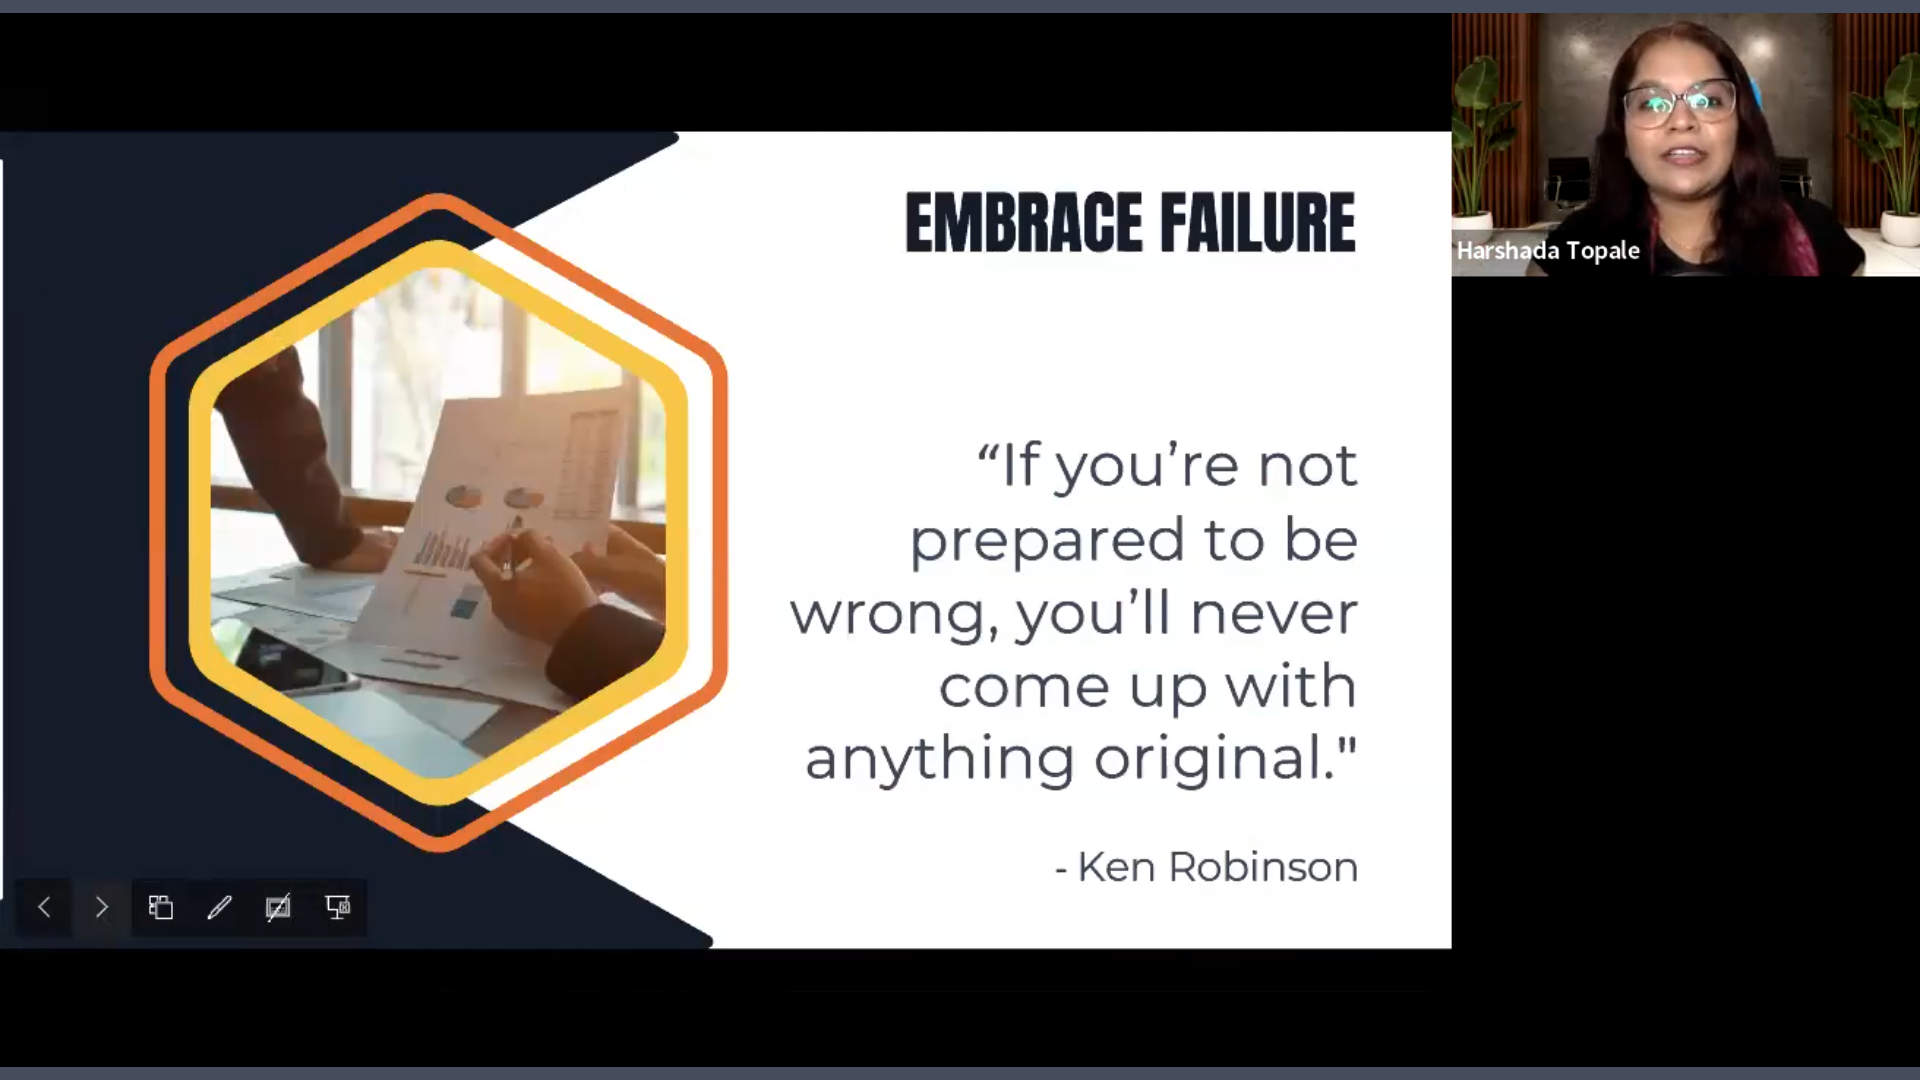 EMBRACE FAILURE
“If you’re not
prepared to be
wrong, you’ll never
come up with
anything original."
- Ken Robinson
Harshada Topale